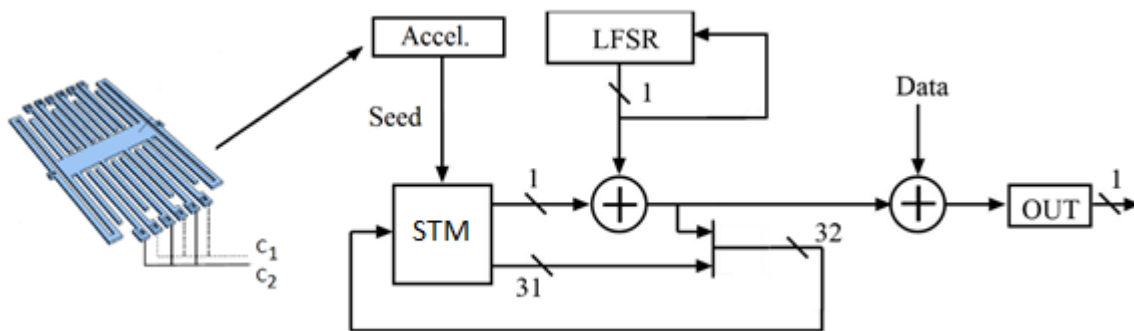 Accel.
LFSR
1
Seed
Data
1
STM
OUT
1
31
32
C1
C2